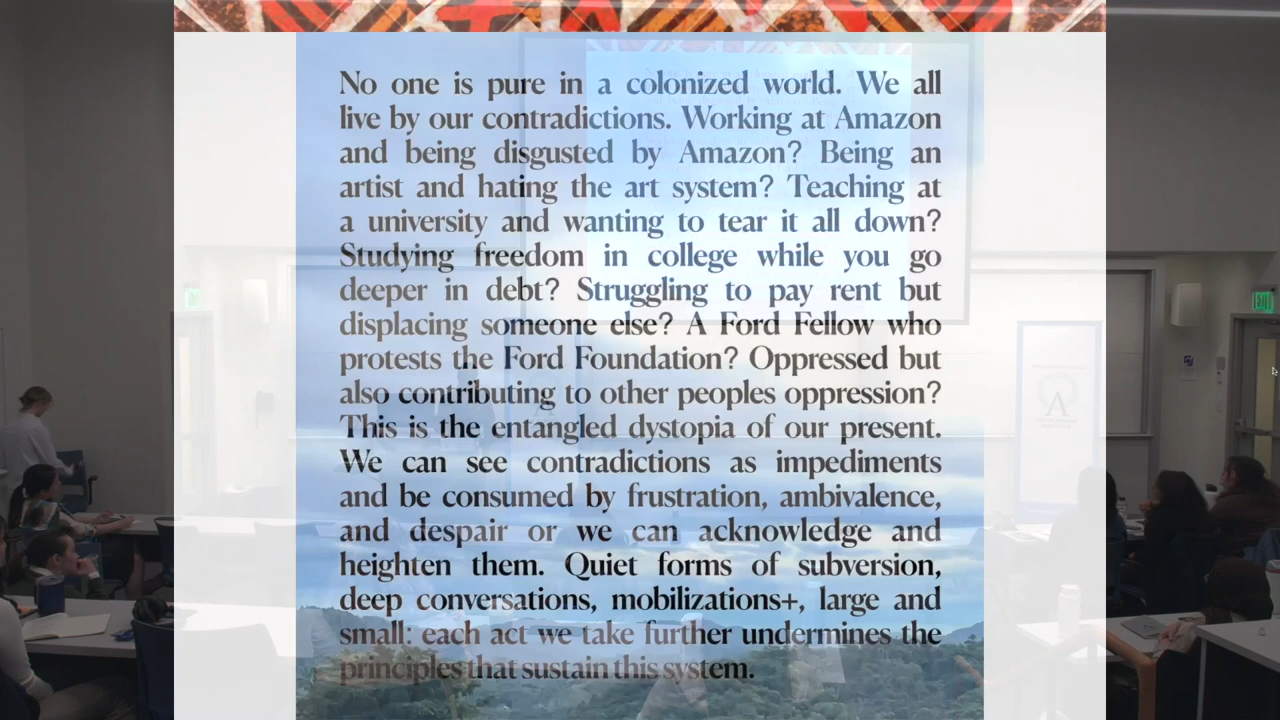 No one is pure in a colonized world. We all
live by our contradictions. Working at Amazon
and being disgusted by Amazon? Being an
artist and hating the art system? Teaching at
a university and wanting to tear it all down?
Studying freedom in college while you go
deeper in debt? Struggling to pay rent but
displacing someone else? A Ford Fellow who
protests the Ford Foundation? Oppressed but
also contributing to other peoples oppression?
This is the entangled dystopia of our present.
We can see contradictions as impediments
and be consumed by frustration, ambivalence,
and despair or we can acknowledge and
heighten them. Quiet forms of subversion,
deep conversations, mobilizations+, large and
small: each act we take further undermines the
principles that sustain this system.
EXIT